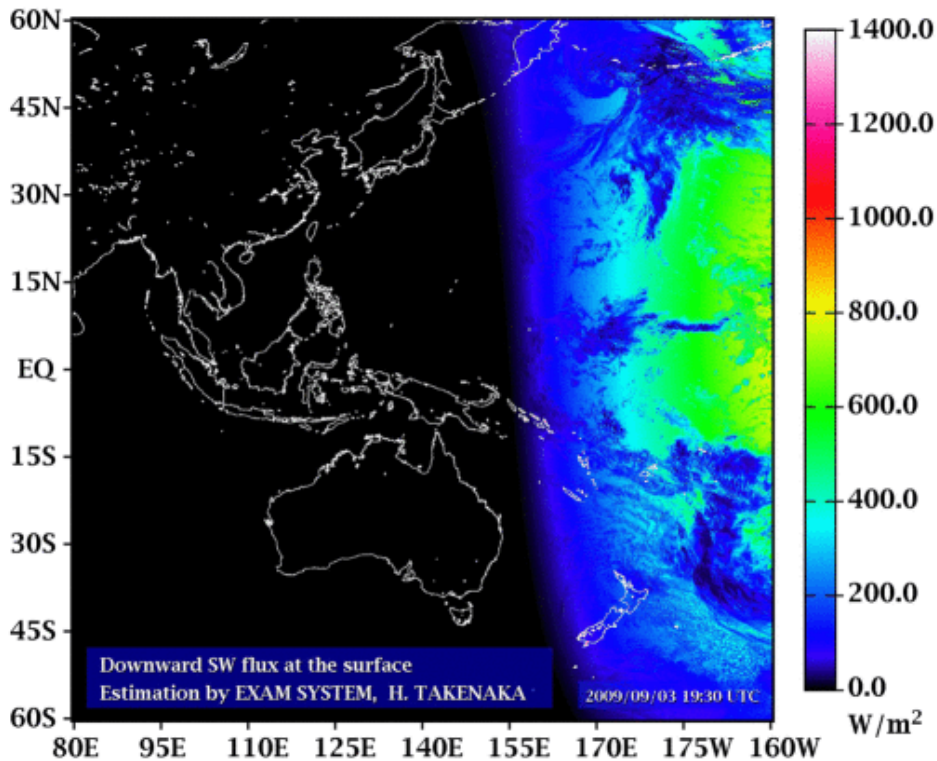 60N
45N
30N
15N
EQ
15S
30S
45S
60S
80E 95E 110E 125E 140E 155E 170E 175W 160W
1400.0
1200.0
1000.0
800.0
600.0
400.0
200.0
0.0
W/m²
Downward SW flux at the surface
Estimation by EXAM SYSTEM, H. TAKENAKA
2009/09/03 19:30 UTC